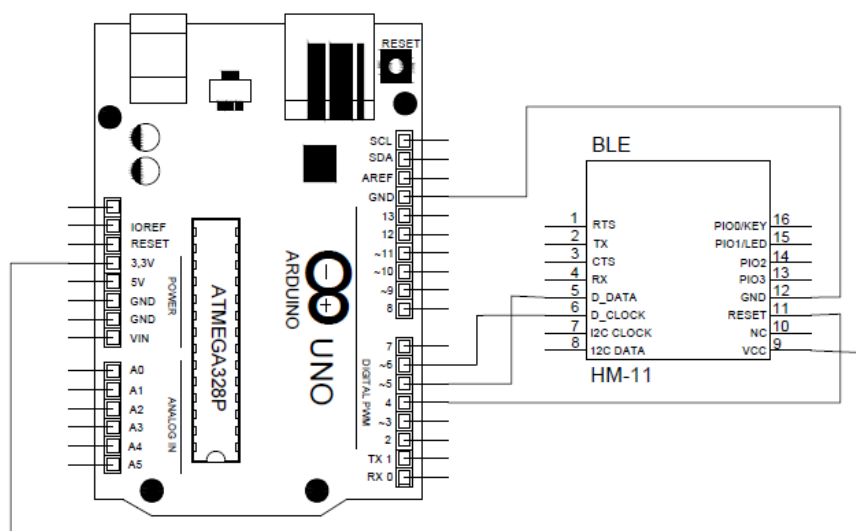 RESET
SCL
SDA
AREF
GND
13
12
~11
~10
~9
8
7
~6
~5
4
~3
2
TX 1
RX 0
DIGITAL PWM
IOREF
RESET
3,3V
5V
GND
GND
VIN
POWER
A0
A1
A2
A3
A4
A5
ANALOG IN
ATMEGA328P
ARDUINO
UNO
BLE
1 RTS
2 TX
3 CTS
4 RX
5 D_DATA
6 D_CLOCK
7 I2C CLOCK
8 12C DATA
PIO0/KEY 16
PIO1/LED 15
PIO2 14
PIO3 13
GND 12
RESET 11
NC 10
VCC 9
HM-11